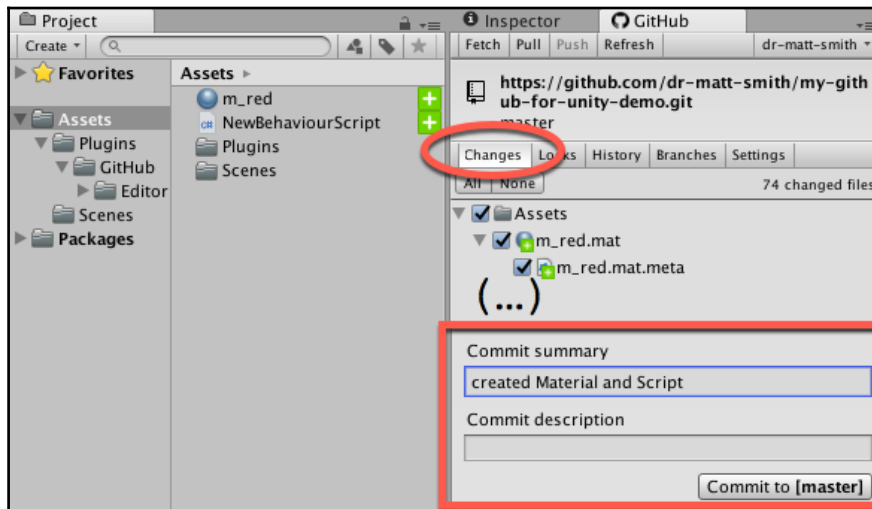 Project
Create
Favorites
Assets
Plugins
GitHub
Editor
Scenes
Packages
Assets
m_red
NewBehaviourScript
Plugins
Scenes
Inspector
GitHub
Fetch Pull Push Refresh dr-matt-smith
https://github.com/dr-matt-smith/my-gith
ub-for-unity-demo.git
master
Changes Locks History Branches Settings
All None 74 changed files
Assets
m_red.mat
m_red.mat.meta
(...)
Commit summary
created Material and Script
Commit description
Commit to [master]